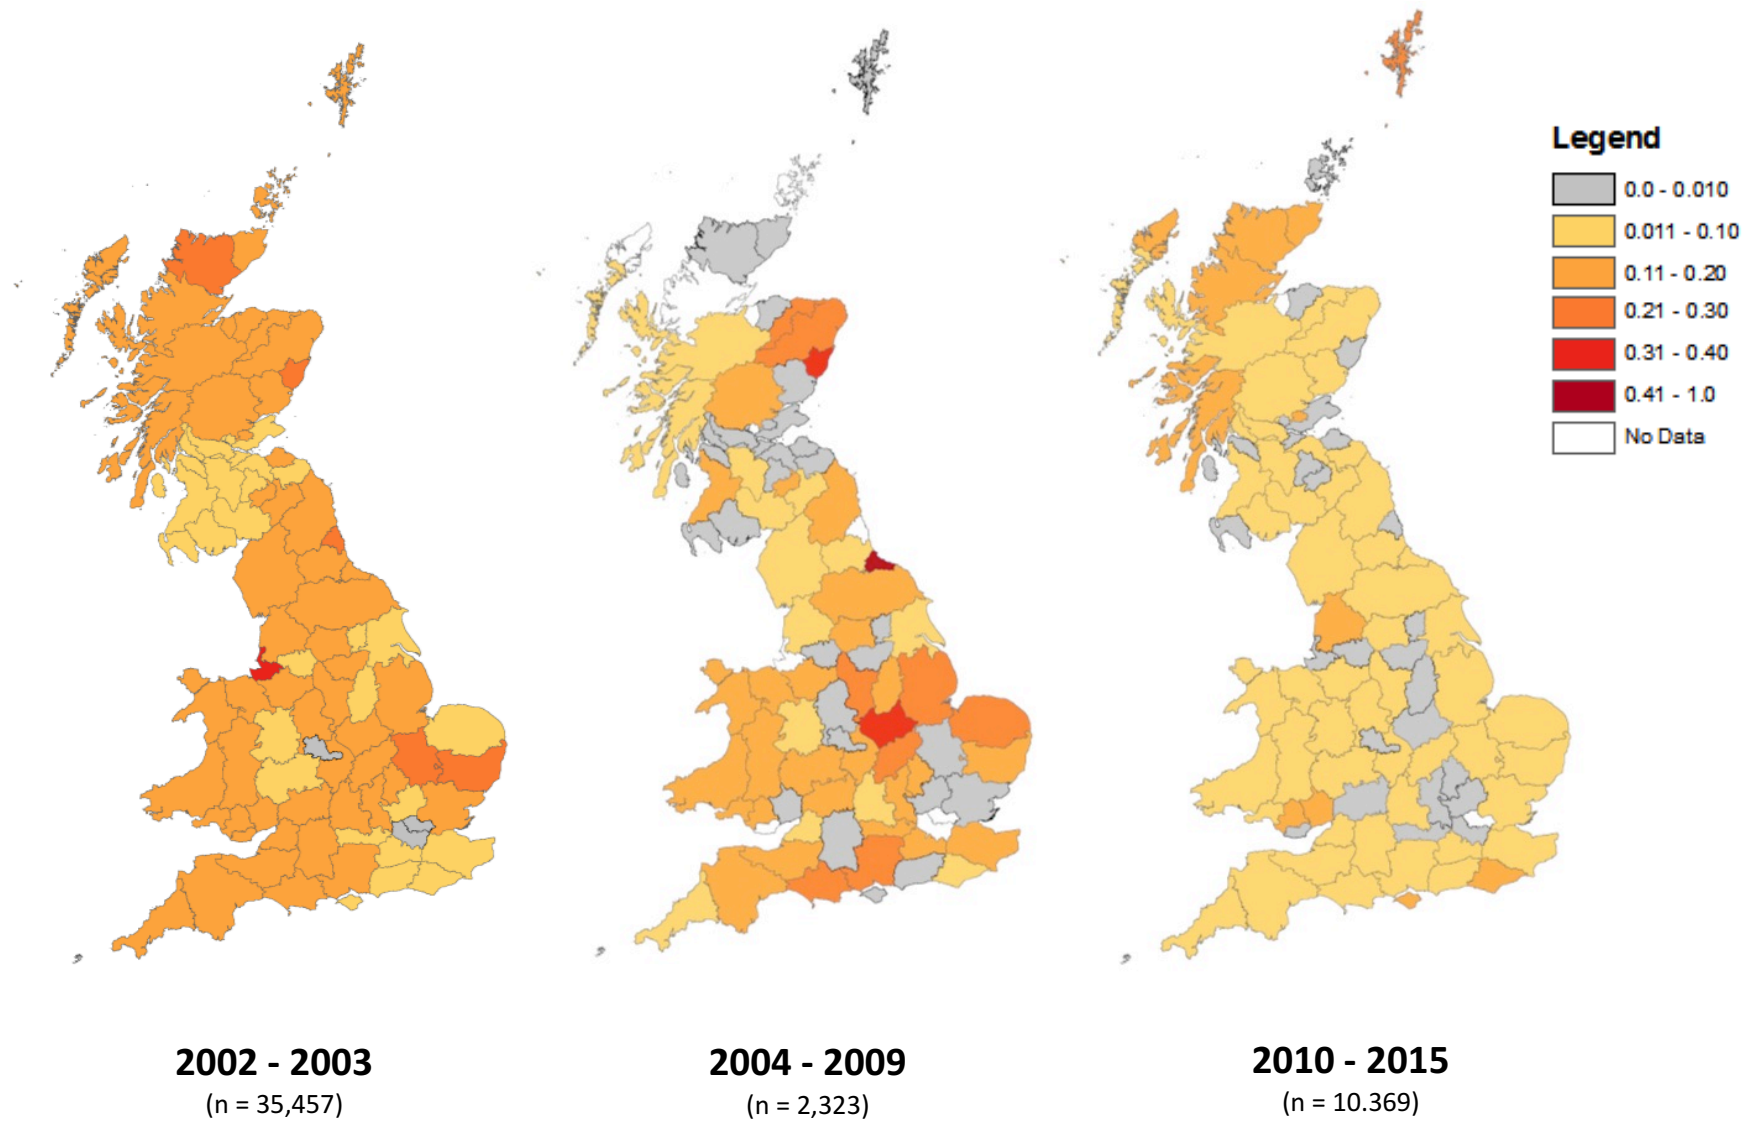 Legend
0.0 - 0.010
0.011 - 0.10
0.11 - 0.20
0.21 - 0.30
0.31 - 0.40
0.41 - 1.0
No Data
2002 - 2003
(n = 35,457)
2004 - 2009
(n = 2,323)
2010 - 2015
(n = 10.369)